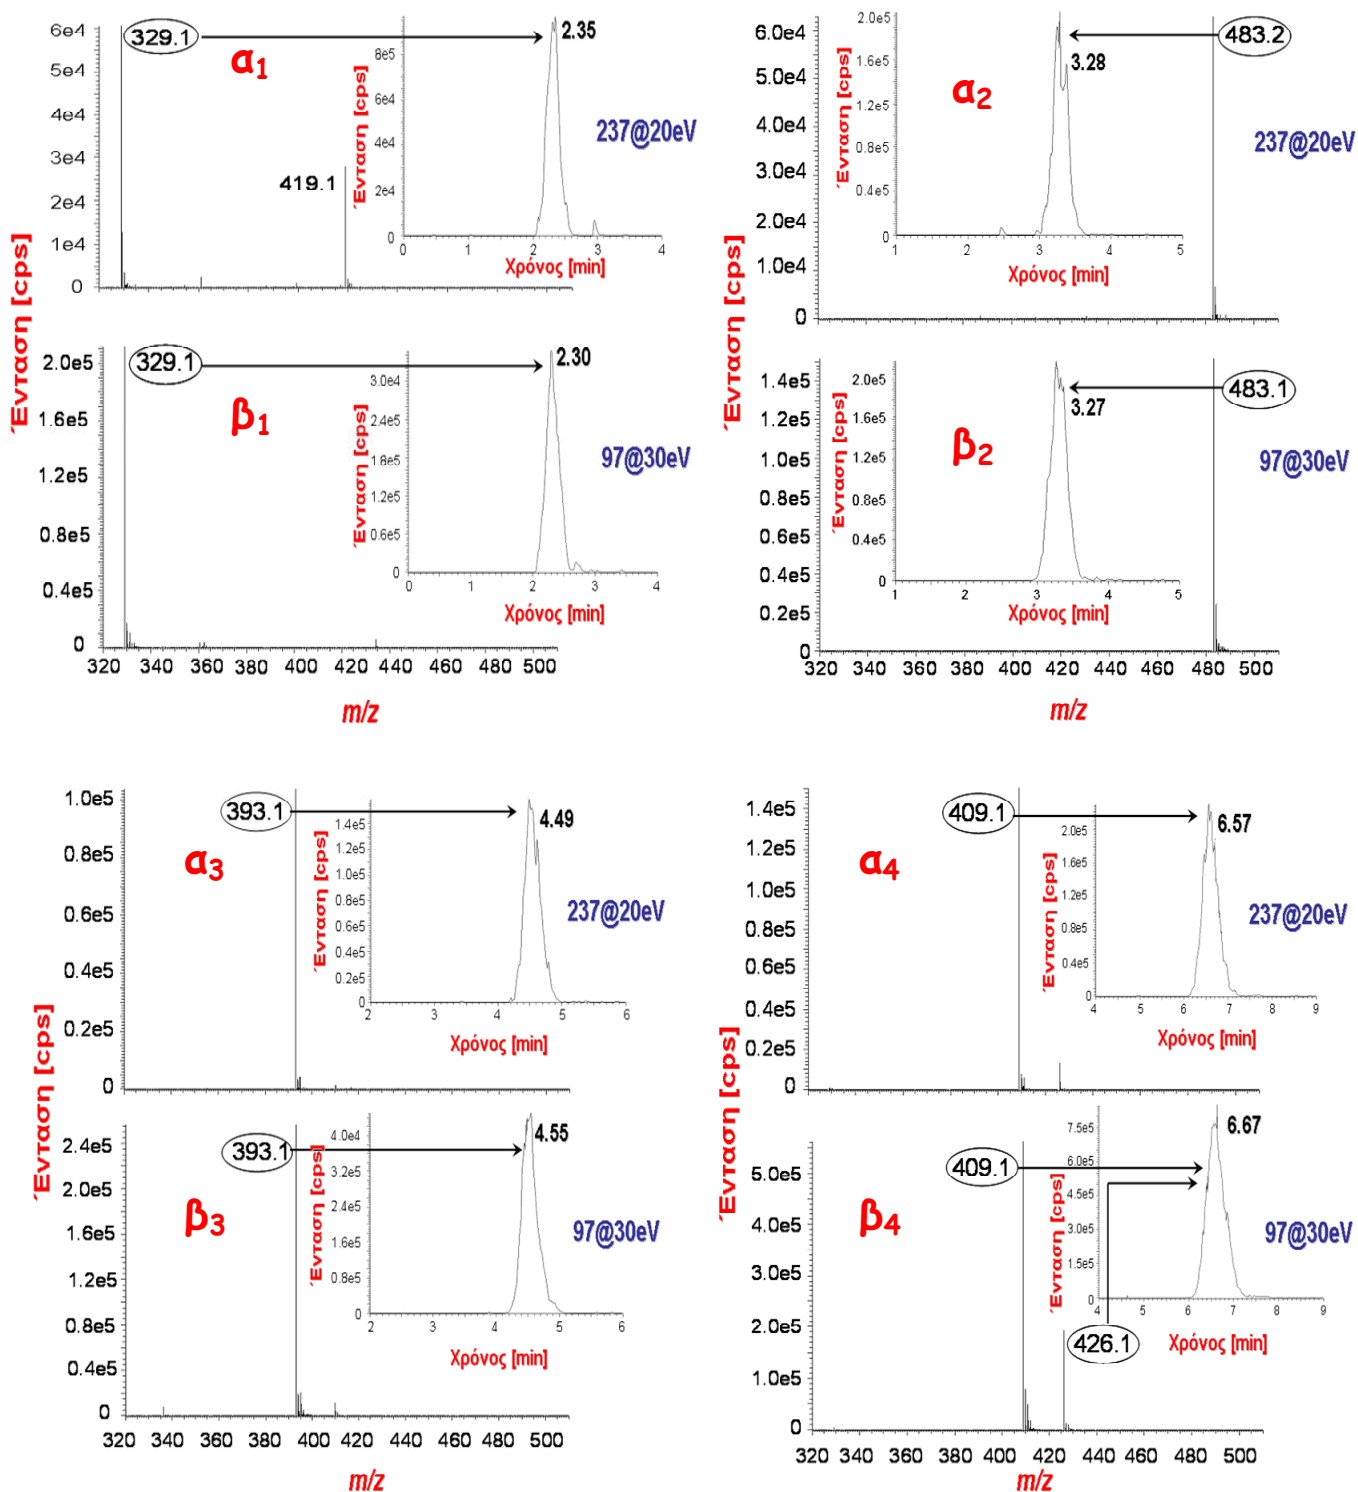 6e4
5e4
4e4
3e4
2e4
1e4
0
Ένταση [cps]
329.1
α1
419.1
8e5
6e4
4e4
2e4
0
Ένταση [cps]
2.35
0 1 2 3 4
Χρόνος [min]
237@20eV
2.0e5
1.6e5
1.2e5
0.8e5
0.4e5
0
329.1
β1
3.0e4
2.4e5
1.8e5
1.2e5
0.6e5
0
Ένταση [cps]
2.30
0 1 2 3 4
Χρόνος [min]
97@30eV
320 340 360 380 400 420 440 460 480 500
m/z
6.0e4
5.0e4
4.0e4
3.0e4
2.0e4
1.0e4
0
Ένταση [cps]
2.0e5
1.6e5
1.2e5
0.8e5
0.4e5
0
Ένταση [cps]
α2
3.28
483.2
1 2 3 4 5
Χρόνος [min]
237@20eV
1.4e5
1.2e5
1.0e5
0.8e5
0.6e5
0.4e5
0.2e5
0
2.0e5
1.6e5
1.2e5
0.8e5
0.4e5
0
Ένταση [cps]
β2
3.27
483.1
1 2 3 4 5
Χρόνος [min]
97@30eV
320 340 360 380 400 420 440 460 480 500
m/z
1.0e5
0.8e5
0.6e5
0.4e5
0.2e5
0
Ένταση [cps]
393.1
α3
1.4e5
1.2e5
1.0e5
0.8e5
0.6e5
0.4e5
0.2e5
0
Ένταση [cps]
4.49
2 3 4 5 6
Χρόνος [min]
237@20eV
2.4e5
2.0e5
1.6e5
1.2e5
0.8e5
0.4e5
0
393.1
β3
4.0e4
3.2e5
2.4e5
1.6e5
0.8e5
0
Ένταση [cps]
4.55
2 3 4 5 6
Χρόνος [min]
97@30eV
320 340 360 380 400 420 440 460 480 500
m/z
1.4e5
1.2e5
1.0e5
0.8e5
0.6e5
0.4e5
0.2e5
0
Ένταση [cps]
409.1
α4
2.0e5
1.6e5
1.2e5
0.8e5
0.4e5
0
Ένταση [cps]
6.57
4 5 6 7 8 9
Χρόνος [min]
237@20eV
5.0e5
4.0e5
3.0e5
2.0e5
1.0e5
0
409.1
β4
7.5e5
6.0e5
4.5e5
3.0e5
1.5e5
0
Ένταση [cps]
6.67
4 5 6 7 8 9
426.1
Χρόνος [min]
97@30eV
320 340 360 380 400 420 440 460 480 500
m/z